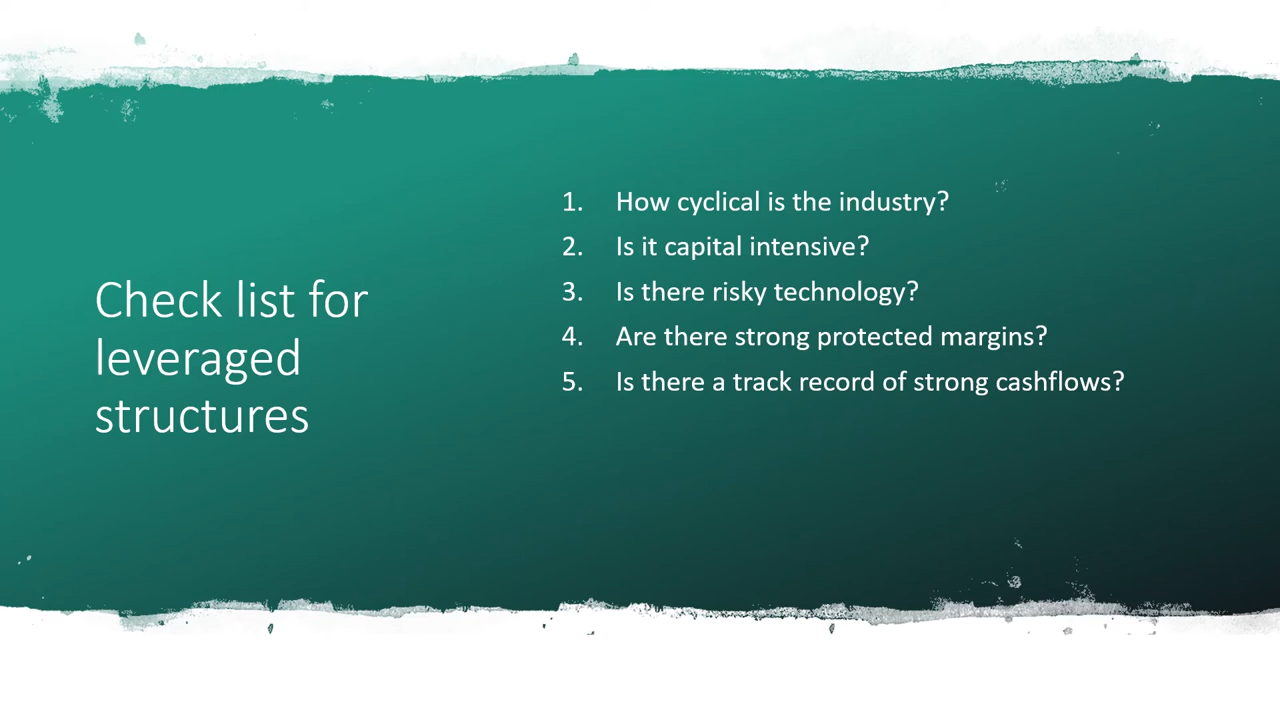 Check list for
leveraged
structures
1. How cyclical is the industry?
2. Is it capital intensive?
3. Is there risky technology?
4. Are there strong protected margins?
5. Is there a track record of strong cashflows?